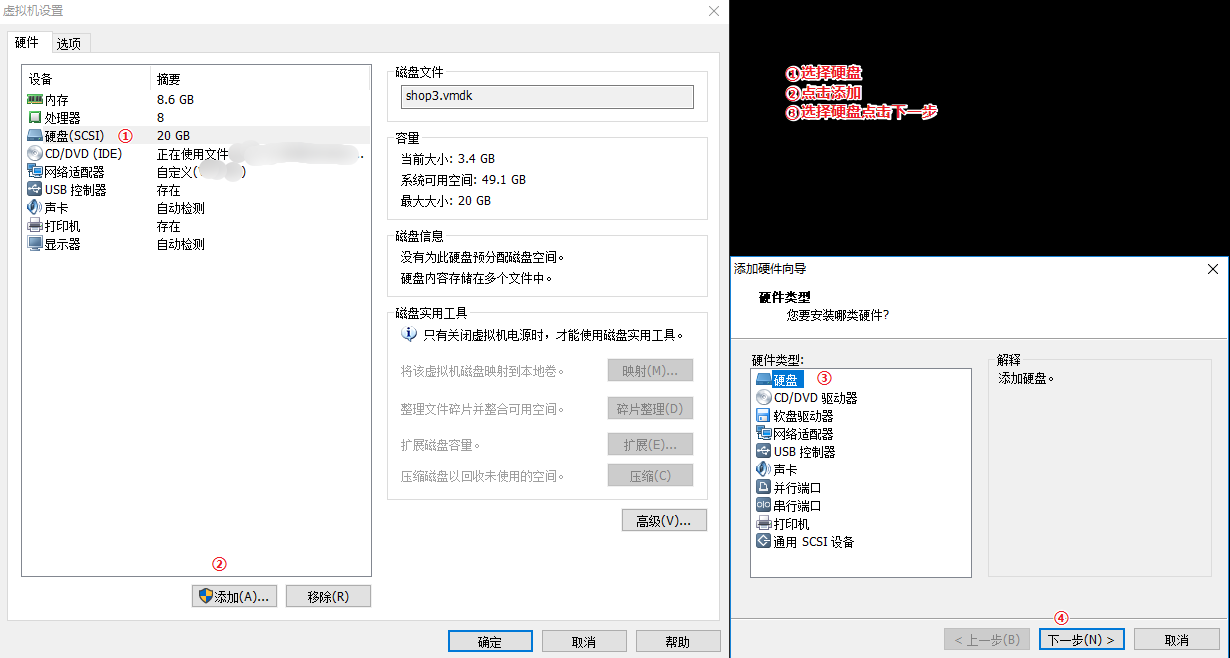 虚拟机设置
硬件 选项
设备 摘要
内存 8.6 GB
处理器 8
硬盘(SCSI) ① 20 GB
CD/DVD (IDE) 正在使用文件
网络适配器 自定义( )
USB 控制器 存在
声卡 自动检测
打印机 存在
显示器 自动检测
②
添加(A)... 移除(R)
磁盘文件
shop3.vmdk
容量
当前大小: 3.4 GB
系统可用空间: 49.1 GB
最大大小: 20 GB
磁盘信息
没有为此硬盘预分配磁盘空间。
硬盘内容存储在多个文件中。
磁盘实用工具
只有关闭虚拟机电源时，才能使用磁盘实用工具。
将该虚拟机磁盘映射到本地卷。 映射(M)...
整理文件碎片并整合可用空间。 碎片整理(D)
扩展磁盘容量。 扩展(E)...
压缩磁盘以回收未使用的空间。 压缩(C)
高级(V)...
确定 取消 帮助
①选择硬盘
②点击添加
③选择硬盘点击下一步
添加硬件向导
硬件类型
您要安装哪类硬件?
硬件类型:
硬盘 ③
CD/DVD 驱动器
软盘驱动器
网络适配器
USB 控制器
声卡
并行端口
串行端口
打印机
通用 SCSI 设备
解释
添加硬盘。
④
< 上一步(B) 下一步(N) > 取消